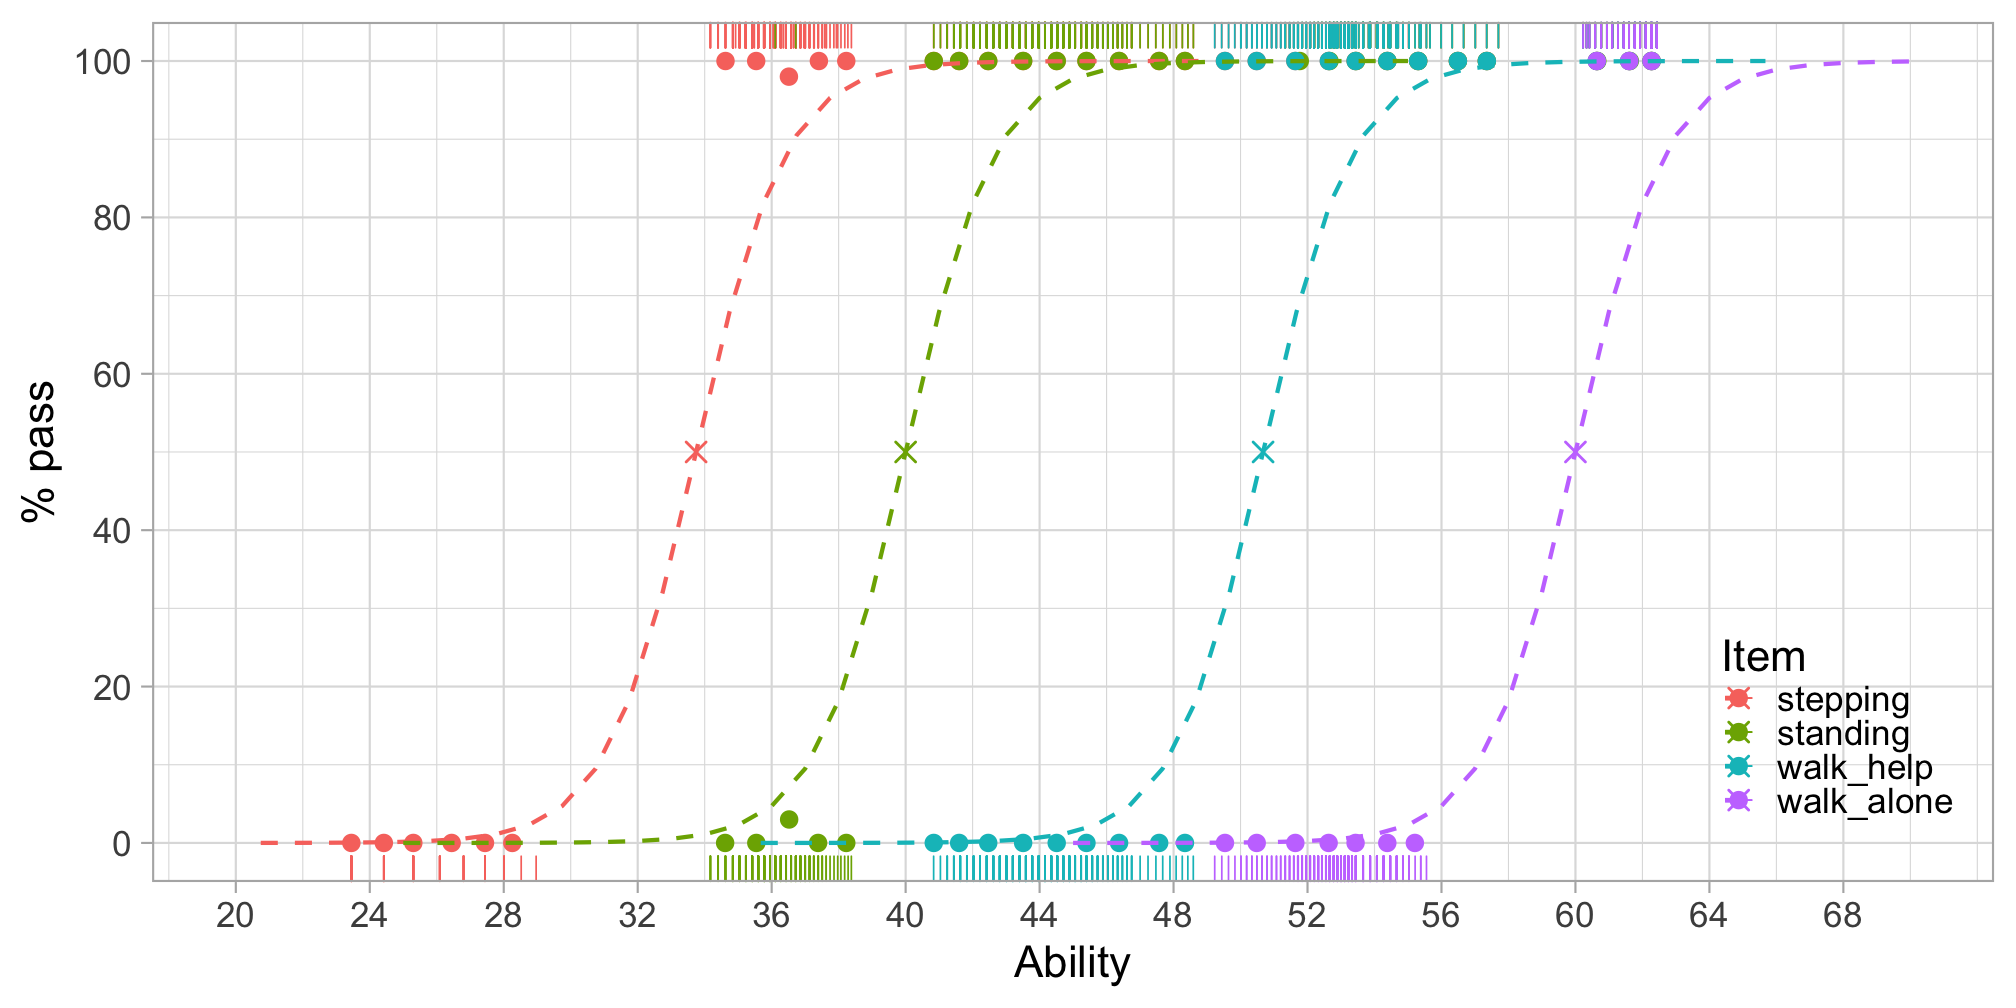 % pass
100
80
60
40
20
0
20 24 28 32 36 40 44 48 52 56 60 64 68
Ability
Item
stepping
standing
walk_help
walk_alone